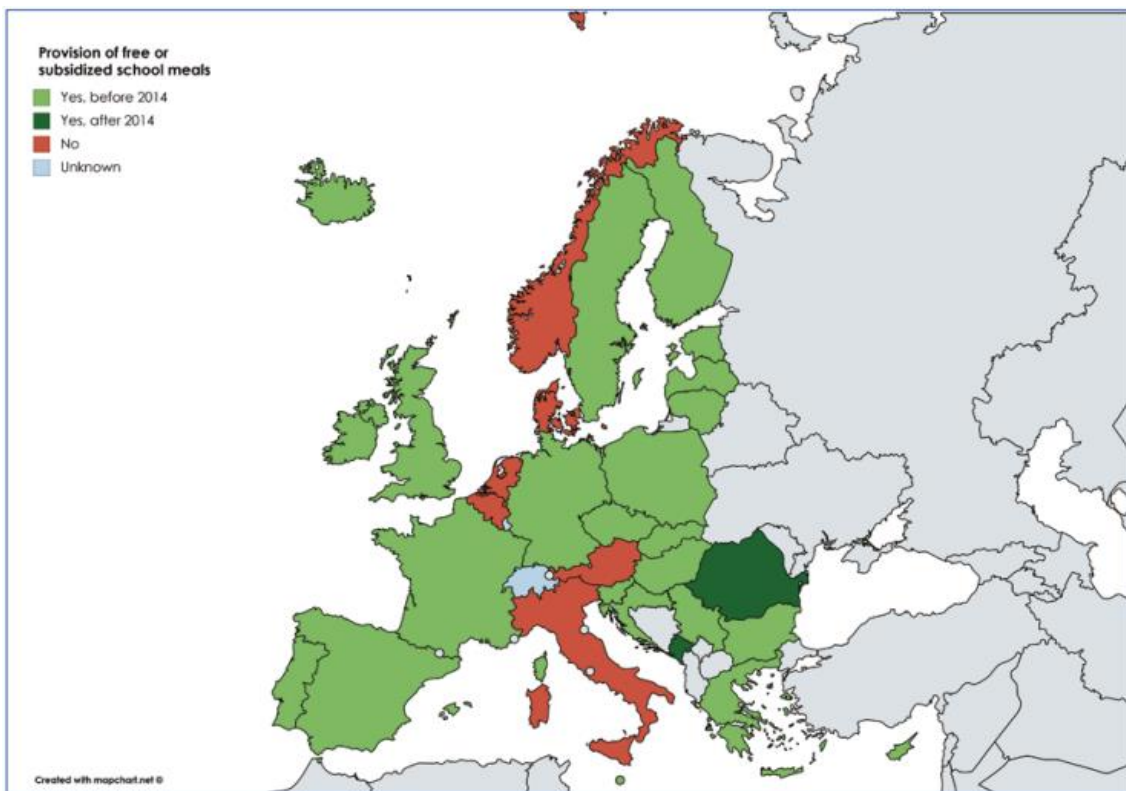 Provision of free or
subsidized school meals
Yes, before 2014
Yes, after 2014
No
Unknown
Created with mapchart.net ©